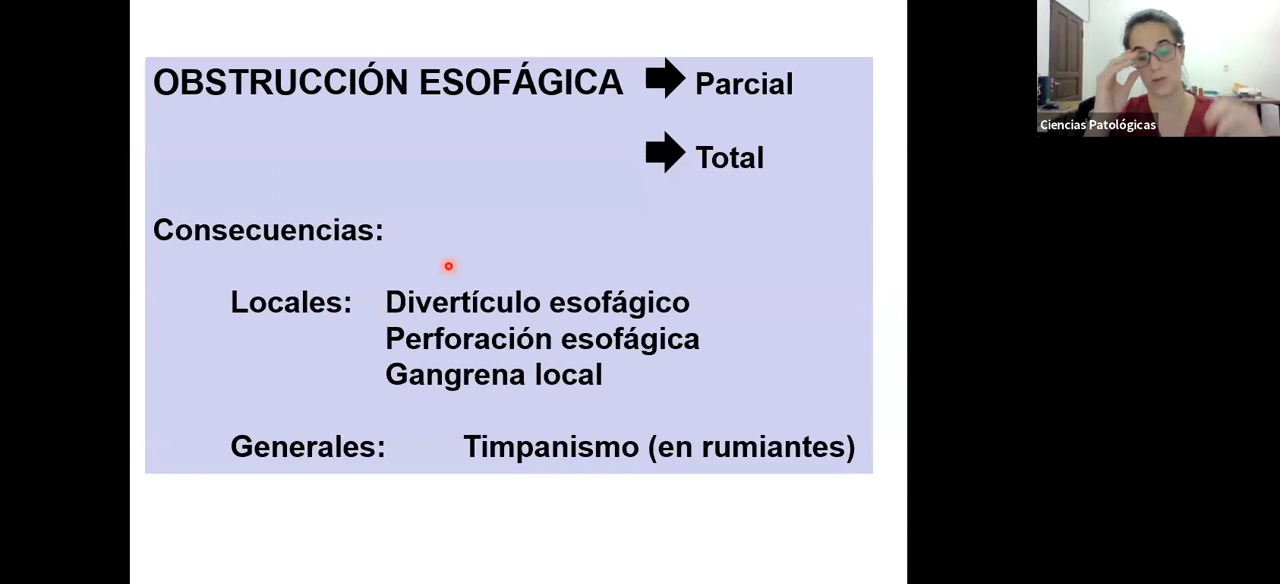 OBSTRUCCIÓN ESOFÁGICA Parcial
Total
Consecuencias:
Locales: Divertículo esofágico
Perforación esofágica
Gangrena local
Generales: Timpanismo (en rumiantes)
Ciencias Patológicas